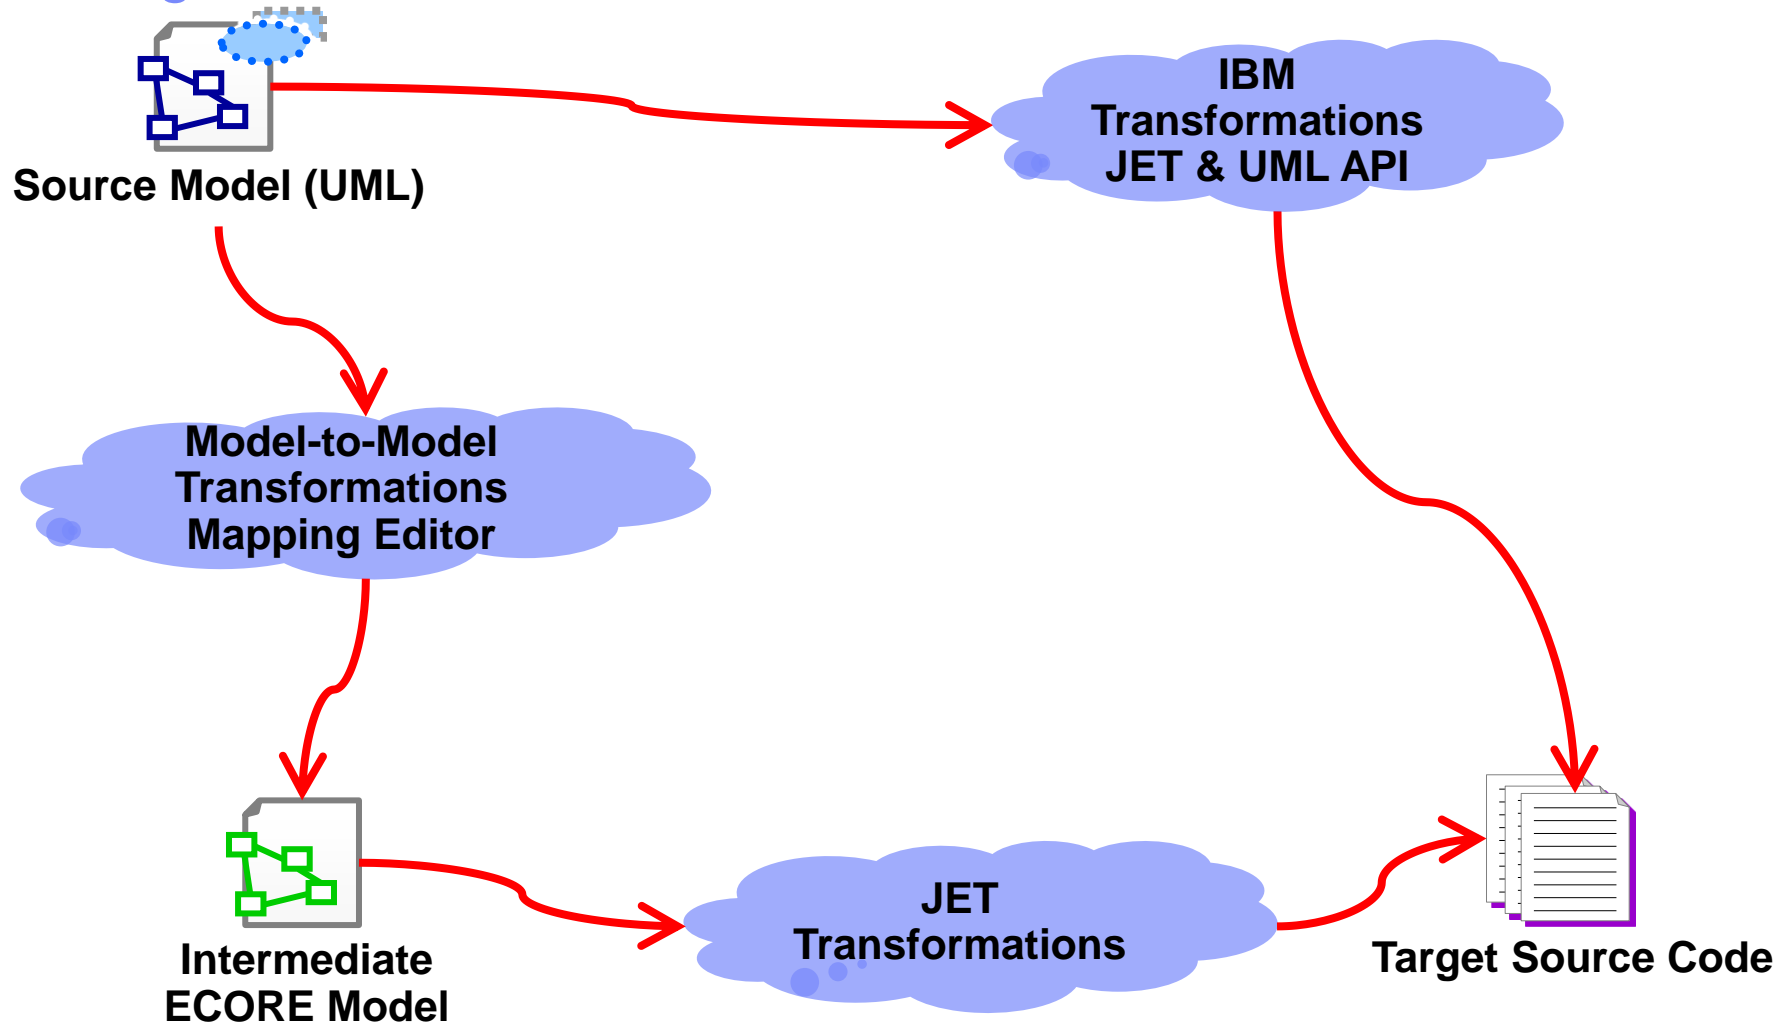 IBM
Transformations
JET & UML API
Source Model (UML)
Model-to-Model
Transformations
Mapping Editor
JET
Transformations
Target Source Code
Intermediate
ECORE Model